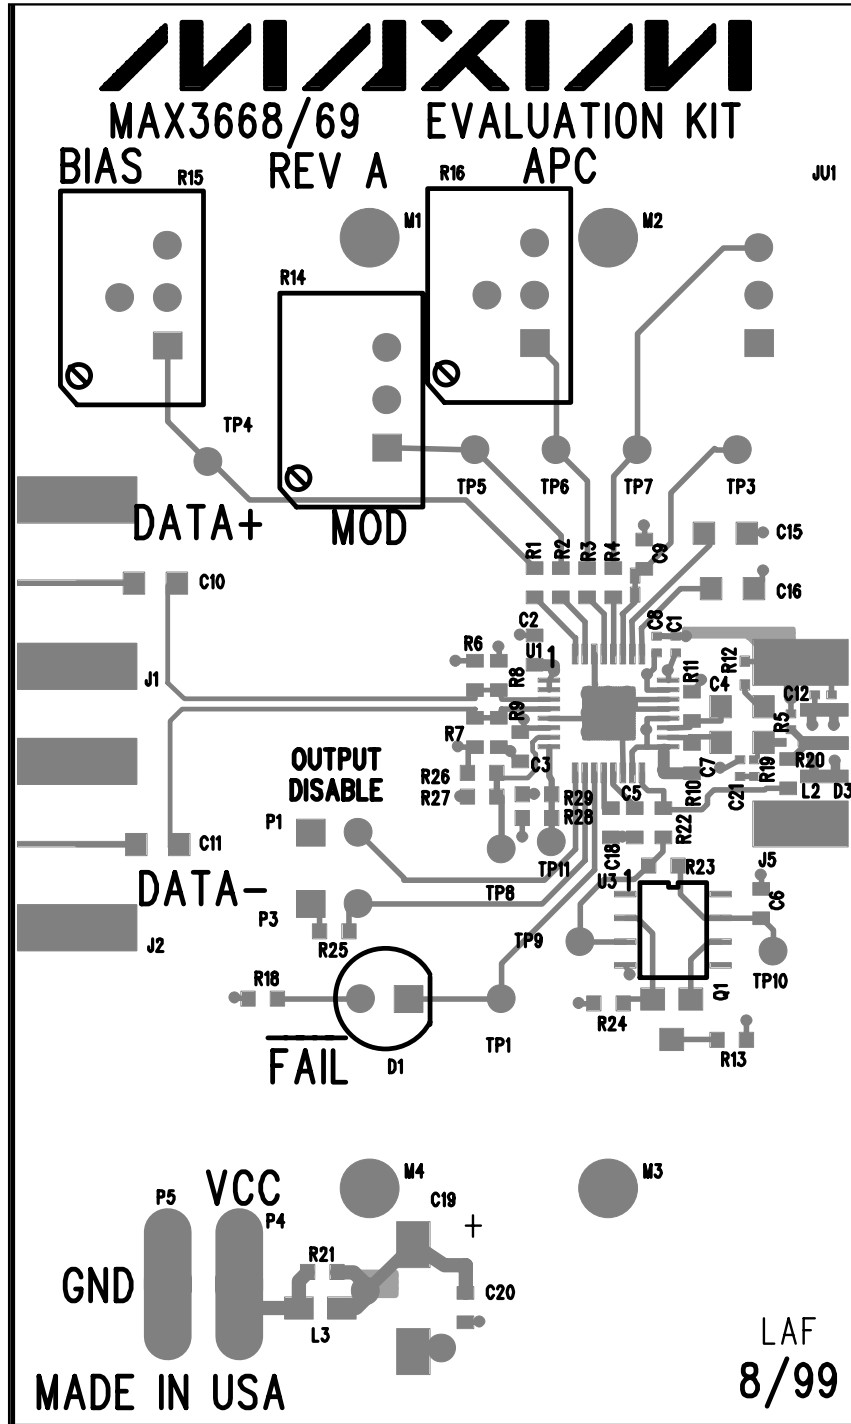 MAXIM
MAX3668/69 EVALUATION KIT
BIAS REV A APC
R15 R16 JU1
M1 M2
R14
TP4
TP5 TP6 TP7 TP3
DATA+ MOD
R1 R2 R3 R4 C9 C15
C10 C16
C2 C8 C1
R6 U1 1 R12
J1 R8 R11 C4 C12
R9 R5
R7 C3 C7 R19 R20
OUTPUT
DISABLE
R26 R29 C5 R10 C21 L2 D3
R27 R28
P1 C11 TP11 C18 R22 J5
DATA- TP8 U3 1 R23 C6
P3
J2 R25 TP9 TP10
R18 R24 Q1
TP1 R13
FAIL D1
M4 M3
P5 VCC C19
P4 +
R21
GND C20
L3
LAF
MADE IN USA 8/99